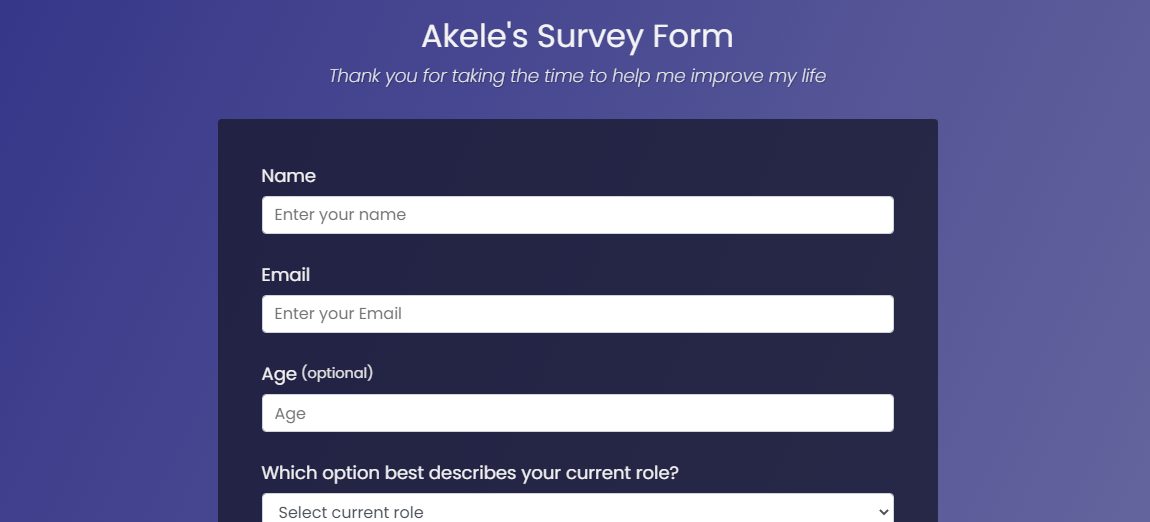 Akele's Survey Form
Thank you for taking the time to help me improve my life
Name
Enter your name
Email
Enter your Email
Age (optional)
Age
Which option best describes your current role?
Select current role